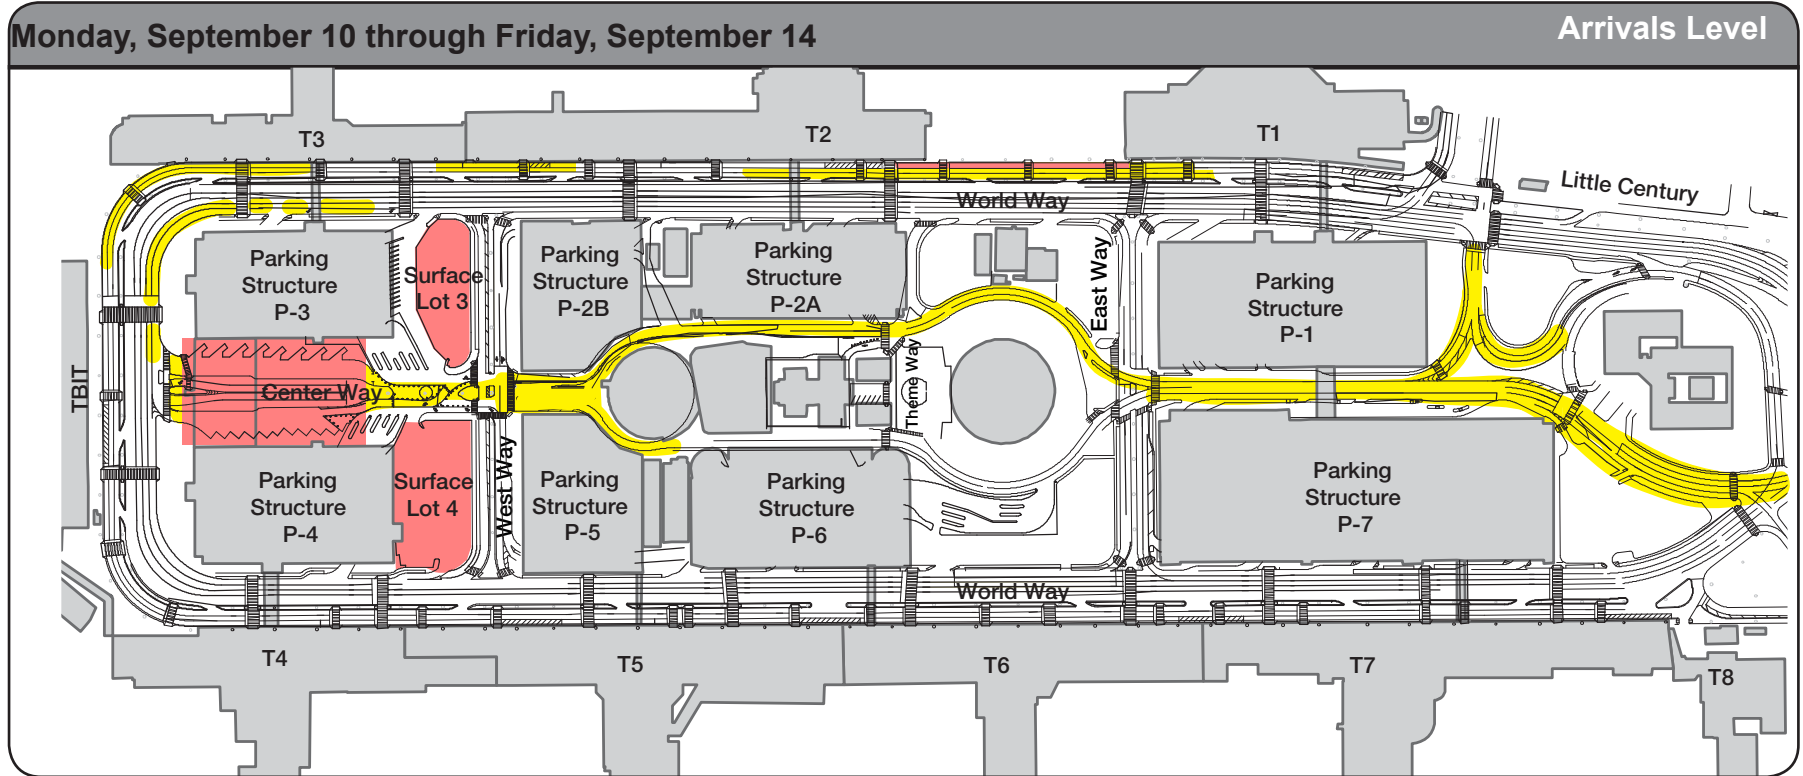 Monday, September 10 through Friday, September 14
Arrivals Level
T3
T2
T1
World Way
Little Century
Parking
Structure
P-3
Surface
Lot 3
Parking
Structure
P-2B
Parking
Structure
P-2A
East Way
Parking
Structure
P-1
TBIT
Center Way
Theme Way
Parking
Structure
P-4
Surface
Lot 4
West Way
Parking
Structure
P-5
Parking
Structure
P-6
Parking
Structure
P-7
World Way
T4
T5
T6
T7
T8